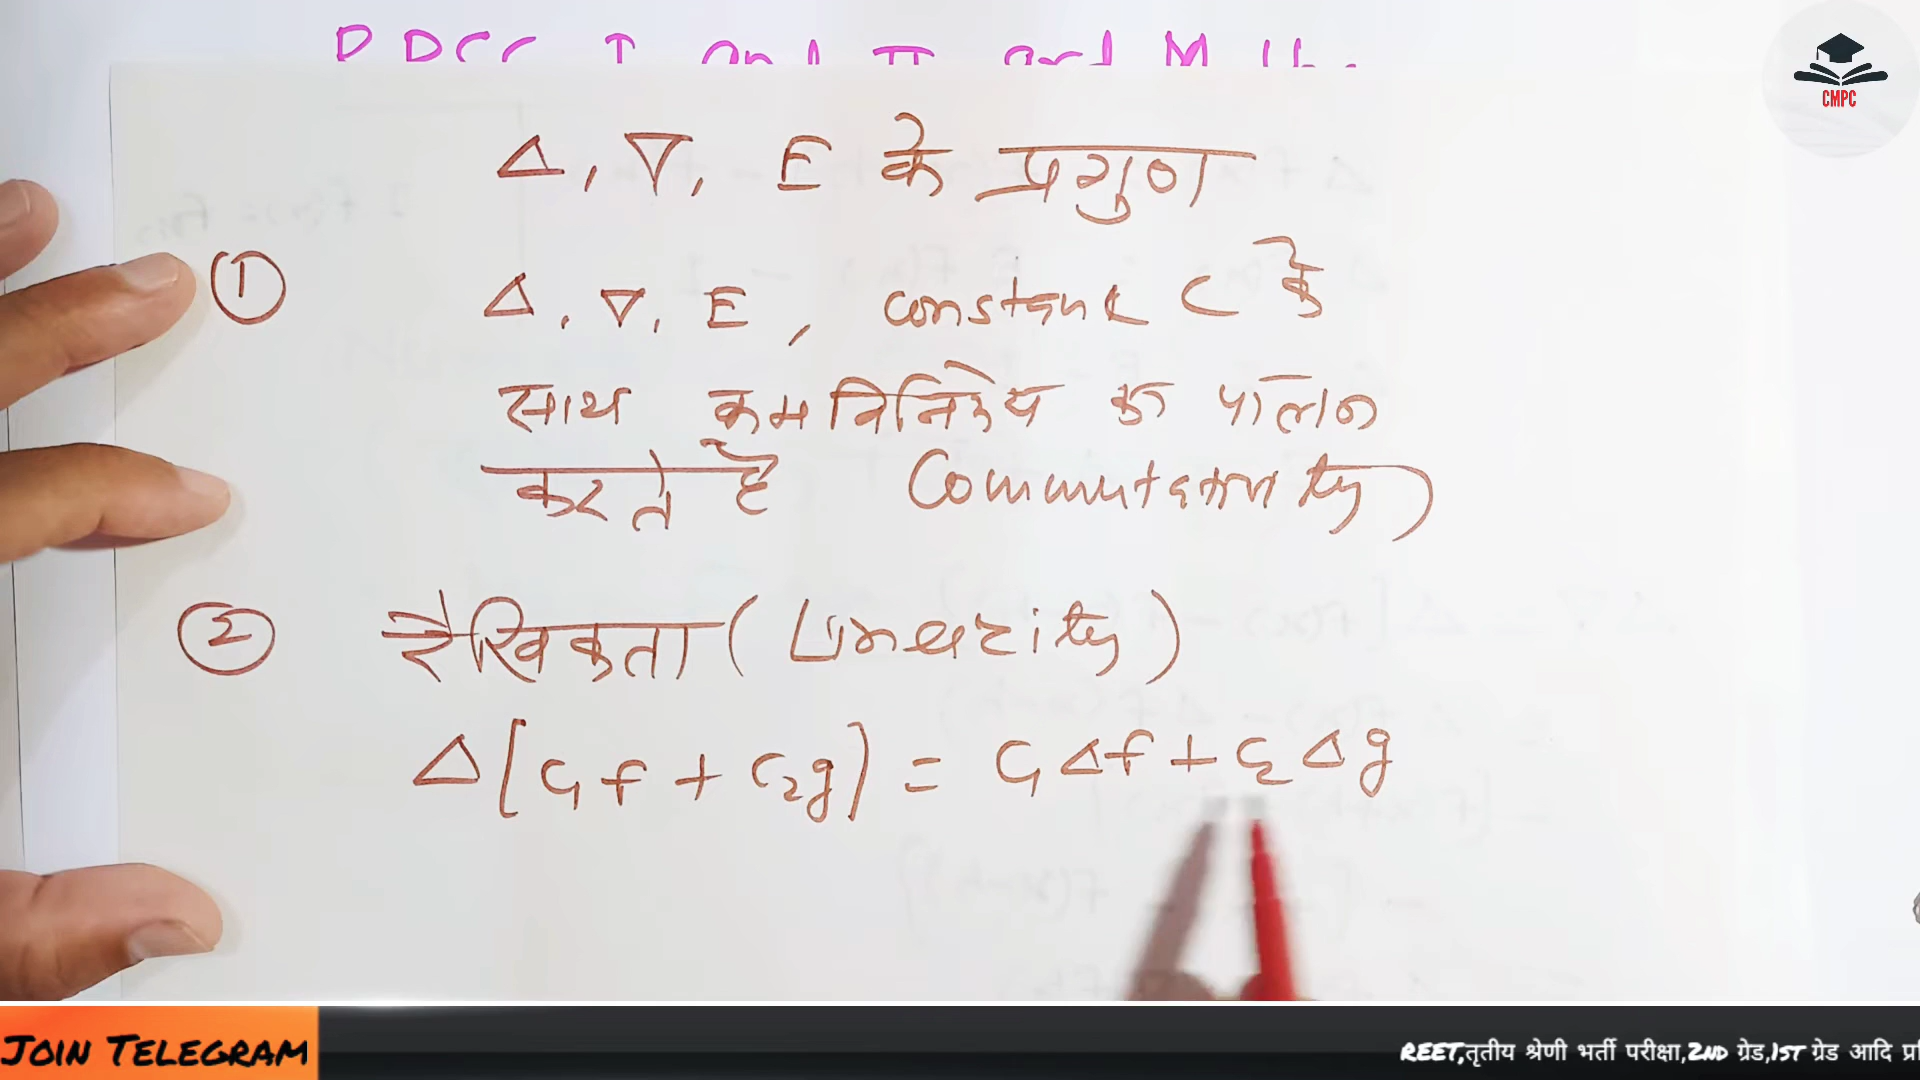 CMPC
Δ, ∇, E के प्रगुण
① Δ, ∇, E, constant C के
साथ क्रमविनिमेय का पालन
करते है Commutativity)
② रैखिकता (Linearity)
Δ[c₁f + c₂g] = c₁Δf + c₂Δg
JOIN TELEGRAM
REET,तृतीय श्रेणी भर्ती परीक्षा,2ND ग्रेड,1ST ग्रेड आदि